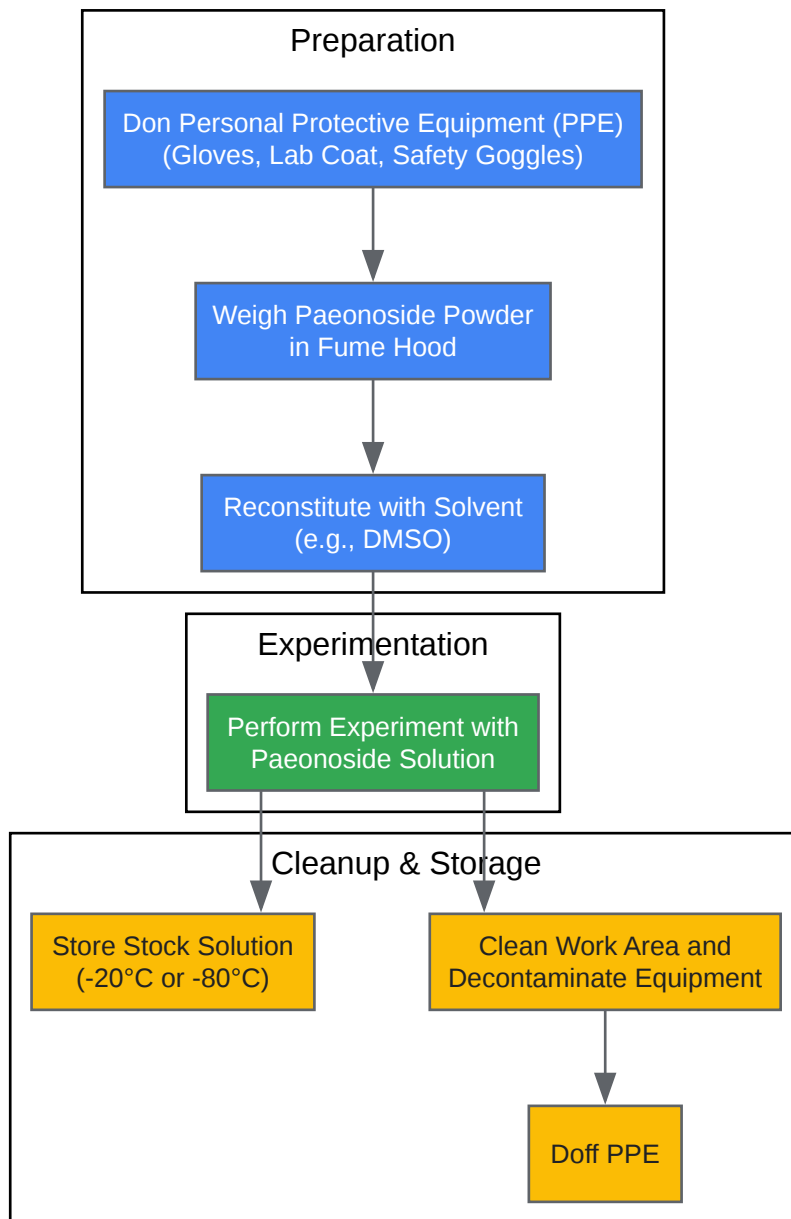 Preparation
Don Personal Protective Equipment (PPE)
(Gloves, Lab Coat, Safety Goggles)
Weigh Paeonoside Powder
in Fume Hood
Reconstitute with Solvent
(e.g., DMSO)
Experimentation
Perform Experiment with
Paeonoside Solution
Cleanup & Storage
Store Stock Solution
(-20°C or -80°C)
Clean Work Area and
Decontaminate Equipment
Doff PPE